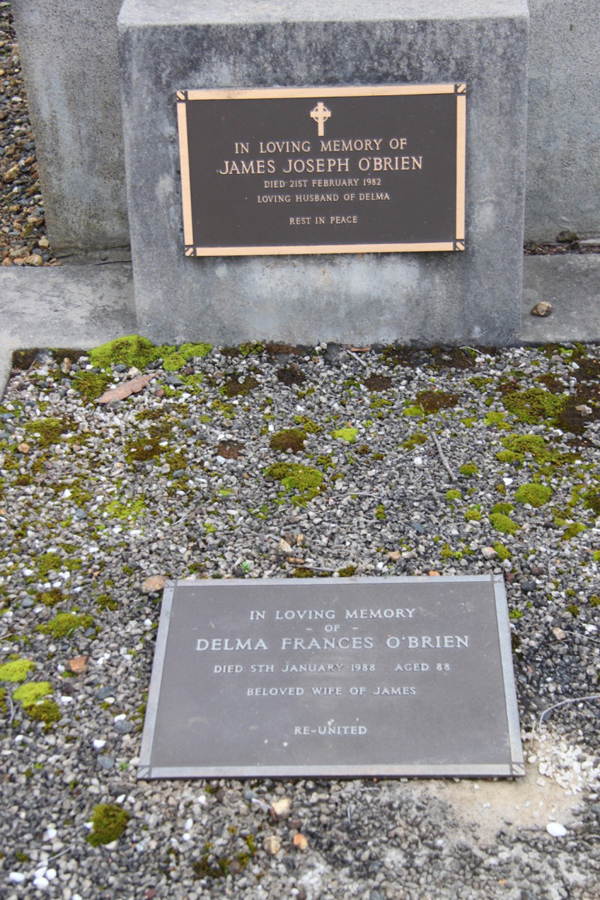 IN LOVING MEMORY OF
JAMES JOSEPH O'BRIEN
DIED 21ST FEBRUARY 1982
LOVING HUSBAND OF DELMA
REST IN PEACE
IN LOVING MEMORY
- OF -
DELMA FRANCES O'BRIEN
DIED 5TH JANUARY 1988 AGED 88
BELOVED WIFE OF JAMES
RE-UNITED